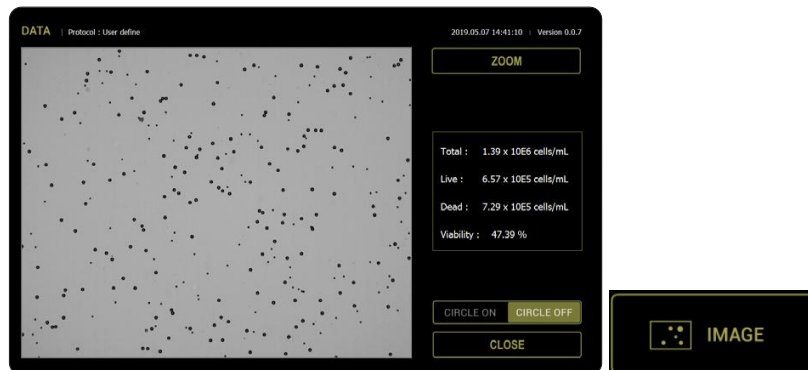 DATA | Protocol : User define
2019.05.07 14:41:10 | Version 0.0.7
ZOOM
Total : 1.39 x 10E6 cells/mL
Live : 6.57 x 10E5 cells/mL
Dead : 7.29 x 10E5 cells/mL
Viability : 47.39 %
CIRCLE ON
CIRCLE OFF
CLOSE
IMAGE